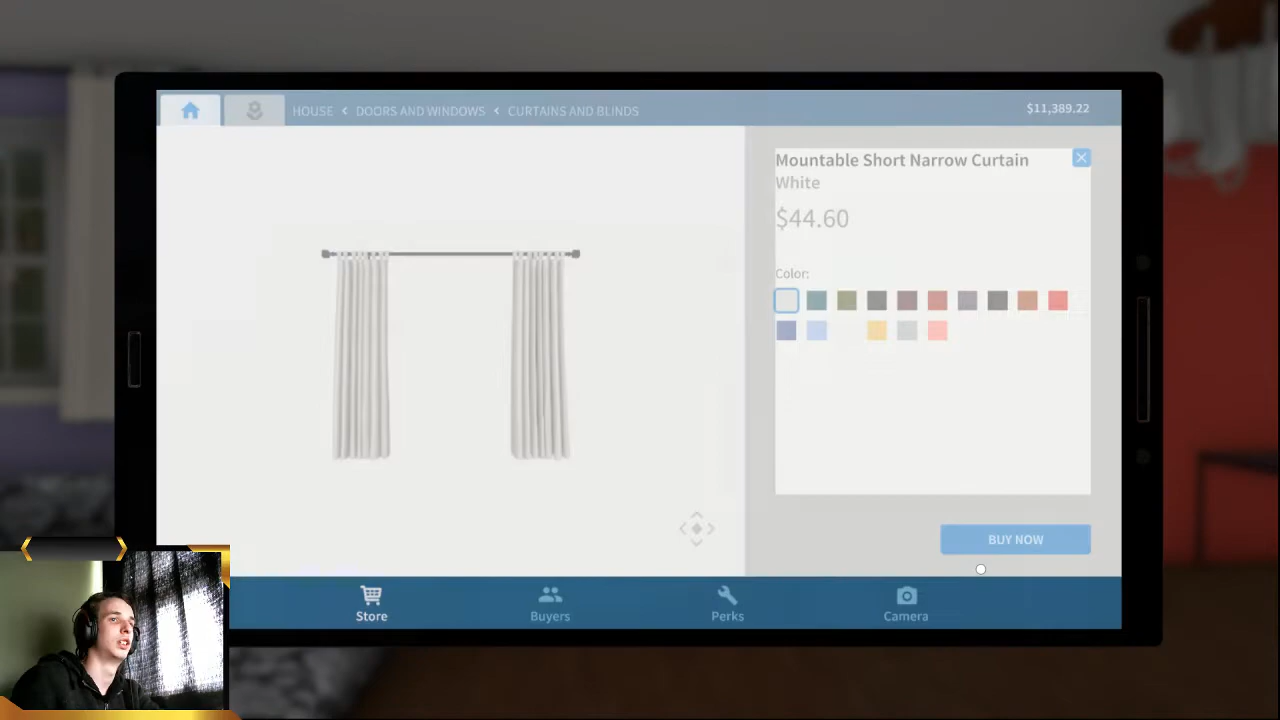 HOUSE < DOORS AND WINDOWS < CURTAINS AND BLINDS
$11,389.22
Mountable Short Narrow Curtain
White
$44.60
Color:
BUY NOW
Store
Buyers
Perks
Camera